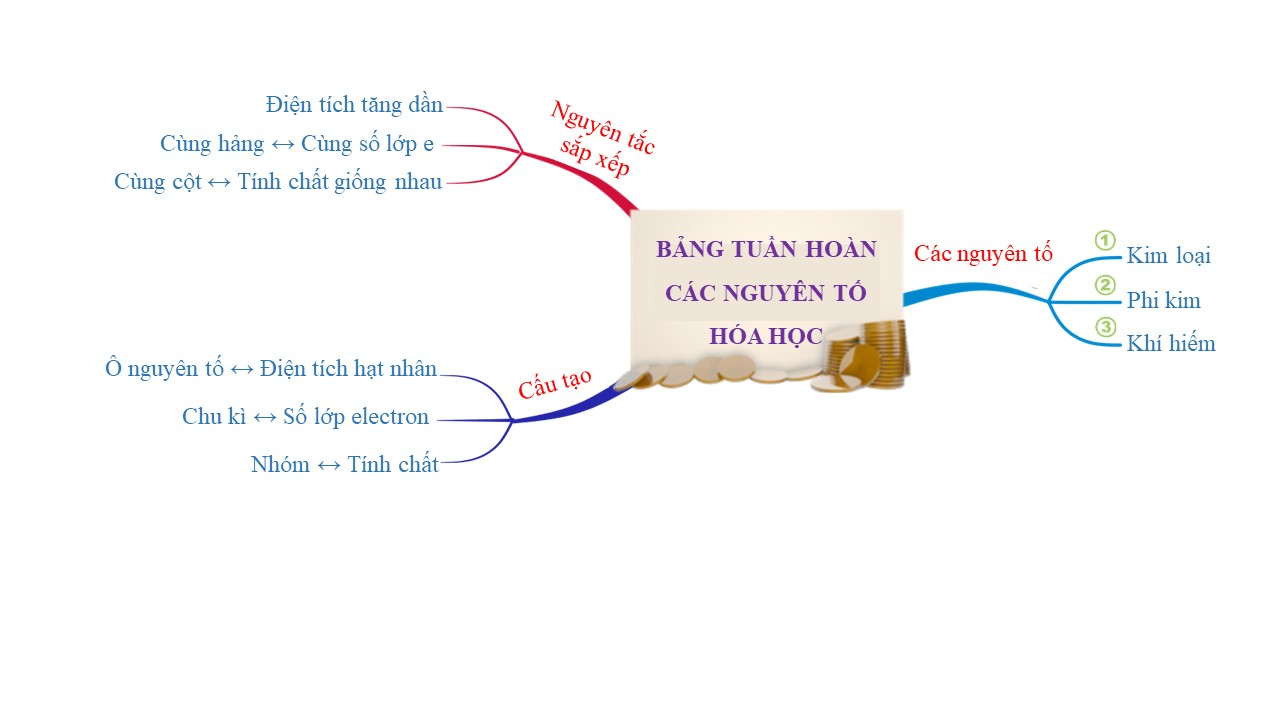 BẢNG TUẦN HOÀN
CÁC NGUYÊN TỐ
HÓA HỌC
Nguyên tắc
sắp xếp
Điện tích tăng dần
Cùng hảng ↔ Cùng số lớp e
Cùng cột ↔ Tính chất giống nhau
Cấu tạo
Ô nguyên tố ↔ Điện tích hạt nhân
Chu kì ↔ Số lớp electron
Nhóm ↔ Tính chất
Các nguyên tố
① Kim loại
② Phi kim
③ Khí hiếm